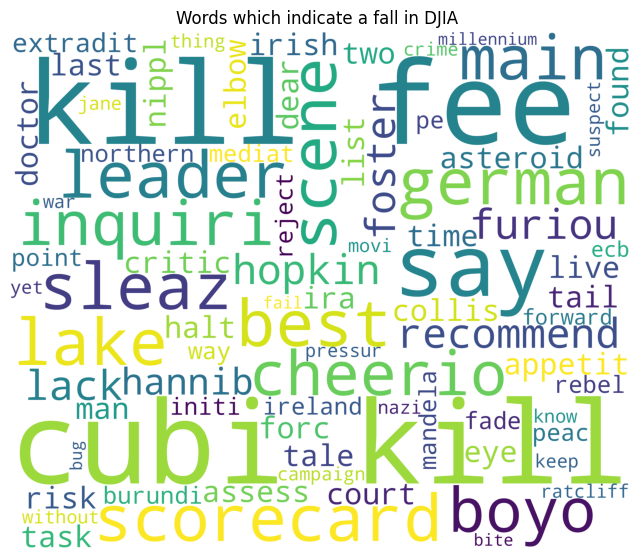 Words which indicate a fall in DJIA
extradit thing irish two crime millennium
last nippl elbow dear main found
kill fee
jane scene list pe suspect
doctor northern mediat foster asteroid
leader german
war inquiri reject furiou
point critic hopkin movi time say ecb
yet sleaz ira live
fail best collis tail forward
lake halt way pressur recommend
cheerio appetit
lack hannib rebel
man initi ireland nazi mandela fade know
cubi kill
bug forc tale eye peac keep
campaign
risk burundi assess court ratcliff
without scorecard boyo
task bite